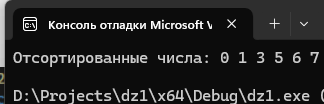 Консоль отладки Microsoft V
Отсортированные числа: 0 1 3 5 6 7
D:\Projects\dz1\x64\Debug\dz1.exe (